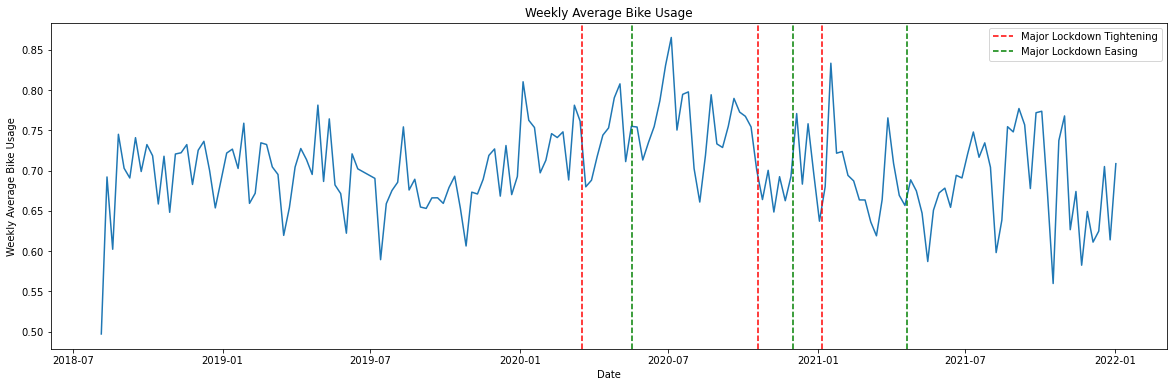 Weekly Average Bike Usage
Major Lockdown Tightening
Major Lockdown Easing
Weekly Average Bike Usage
0.85
0.80
0.75
0.70
0.65
0.60
0.55
0.50
2018-07 2019-01 2019-07 2020-01 2020-07 2021-01 2021-07 2022-01
Date